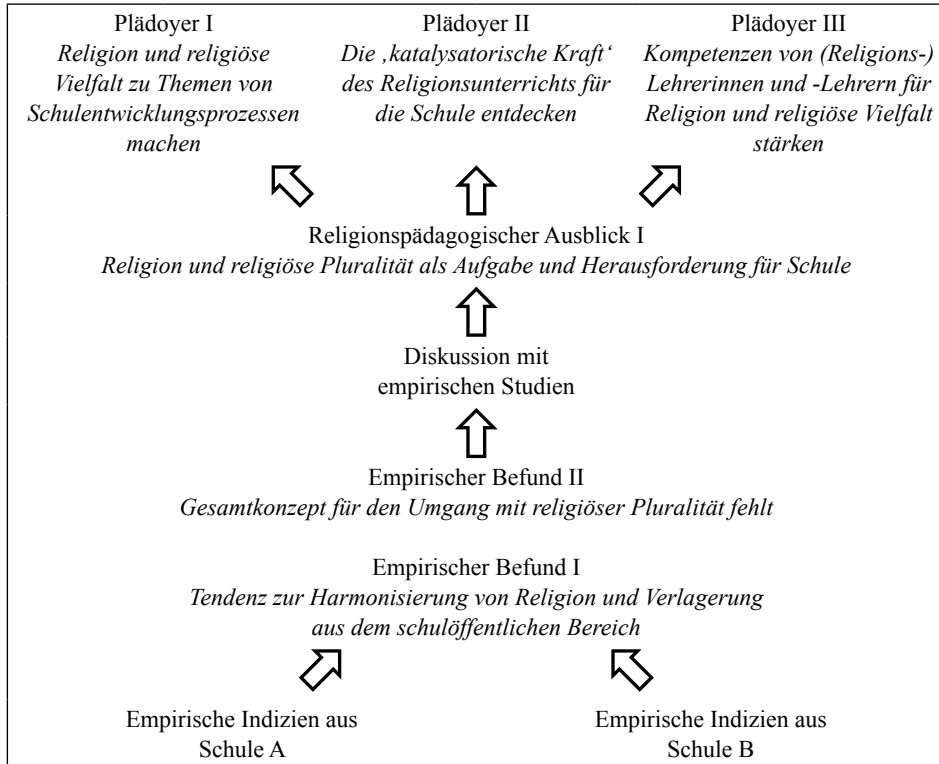 Plädoyer I
Religion und religiöse
Vielfalt zu Themen von
Schulentwicklungsprozessen
machen
Plädoyer II
Die ‚katalysatorische Kraft‘
des Religionsunterrichts für
die Schule entdecken
Plädoyer III
Kompetenzen von (Religions-)
Lehrerinnen und -Lehrern für
Religion und religiöse Vielfalt
stärken
Religionspädagogischer Ausblick I
Religion und religiöse Pluralität als Aufgabe und Herausforderung für Schule
Diskussion mit
empirischen Studien
Empirischer Befund II
Gesamtkonzept für den Umgang mit religiöser Pluralität fehlt
Empirischer Befund I
Tendenz zur Harmonisierung von Religion und Verlagerung
aus dem schulöffentlichen Bereich
Empirische Indizien aus
Schule A
Empirische Indizien aus
Schule B